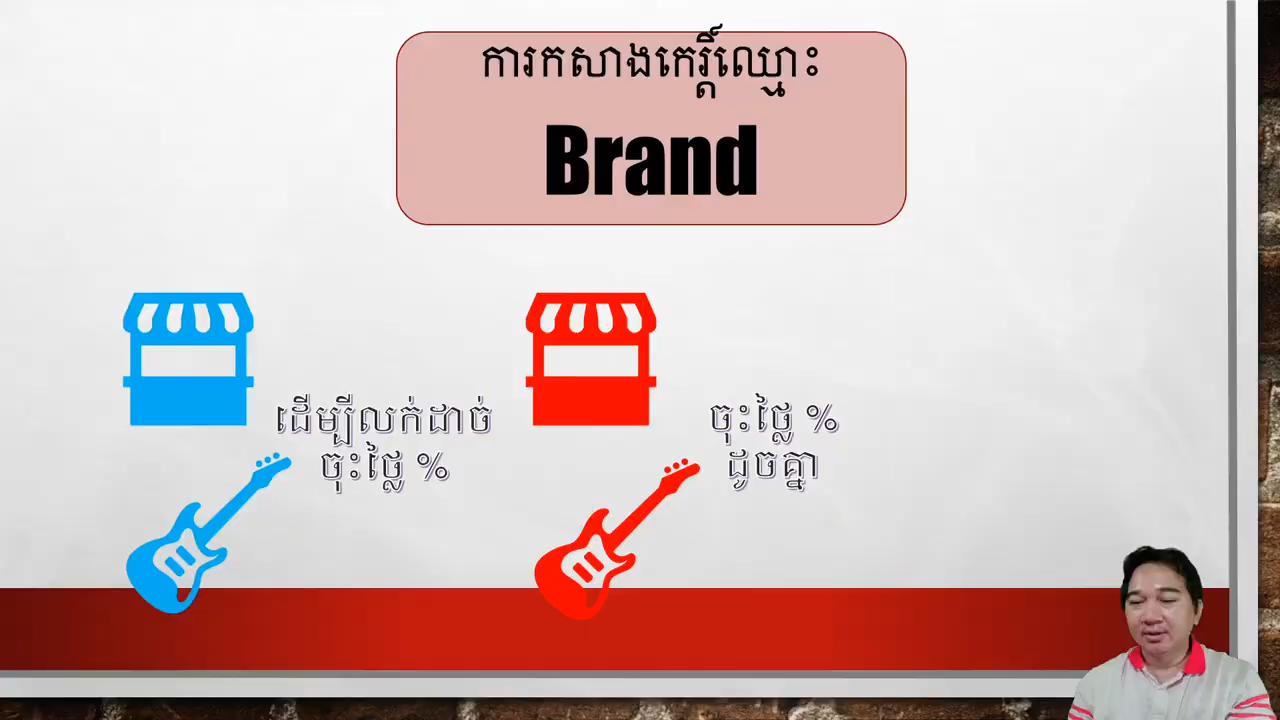 ការកសាងកេរ្តិ៍ឈ្មោះ
Brand
ដើម្បីលក់ដាច់
ចុះថ្លៃ %
ចុះថ្លៃ %
ដូចគ្នា